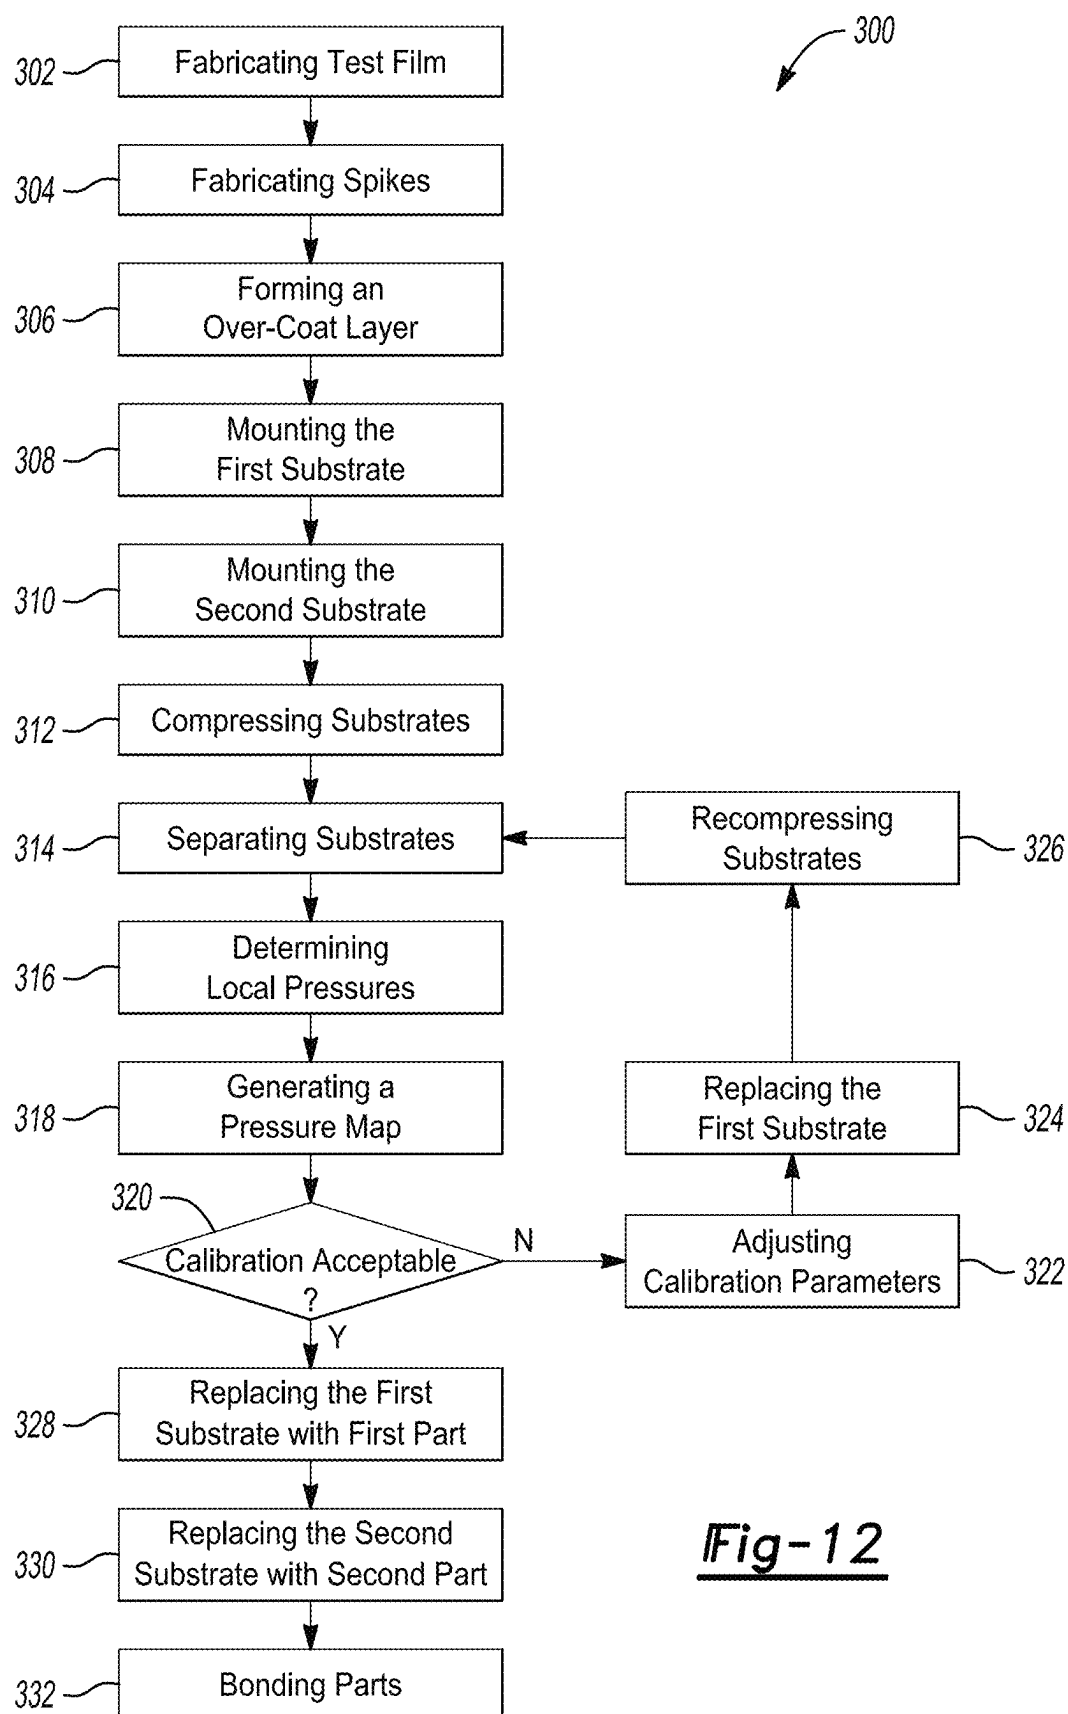 300
302
Fabricating Test Film
304
Fabricating Spikes
306
Forming an
Over-Coat Layer
308
Mounting the
First Substrate
310
Mounting the
Second Substrate
312
Compressing Substrates
314
Separating Substrates
Recompressing
Substrates
326
316
Determining
Local Pressures
318
Generating a
Pressure Map
Replacing the
First Substrate
324
320
Calibration Acceptable
?
N
Y
Adjusting
Calibration Parameters
322
328
Replacing the First
Substrate with First Part
330
Replacing the Second
Substrate with Second Part
332
Bonding Parts
Fig-12